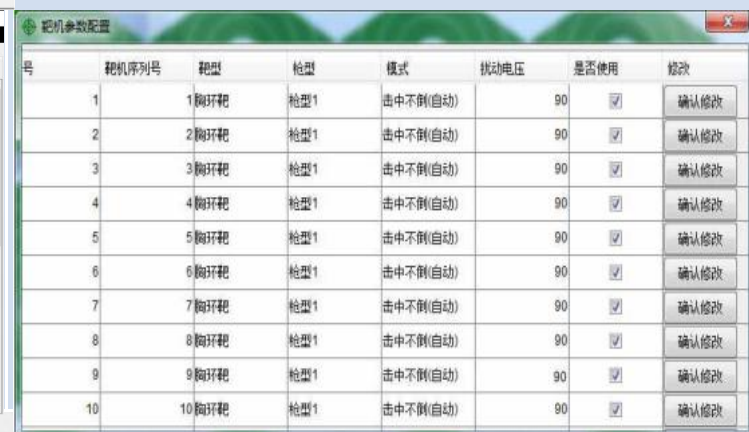 靶机参数配置
号 靶机序列号 靶型 枪型 模式 扰动电压 是否使用 修改
1 1 胸环靶 枪型1 击中不倒(自动) 90 确认修改
2 2 胸环靶 枪型1 击中不倒(自动) 90 确认修改
3 3 胸环靶 枪型1 击中不倒(自动) 90 确认修改
4 4 胸环靶 枪型1 击中不倒(自动) 90 确认修改
5 5 胸环靶 枪型1 击中不倒(自动) 90 确认修改
6 6 胸环靶 枪型1 击中不倒(自动) 90 确认修改
7 7 胸环靶 枪型1 击中不倒(自动) 90 确认修改
8 8 胸环靶 枪型1 击中不倒(自动) 90 确认修改
9 9 胸环靶 枪型1 击中不倒(自动) 90 确认修改
10 10 胸环靶 枪型1 击中不倒(自动) 90 确认修改